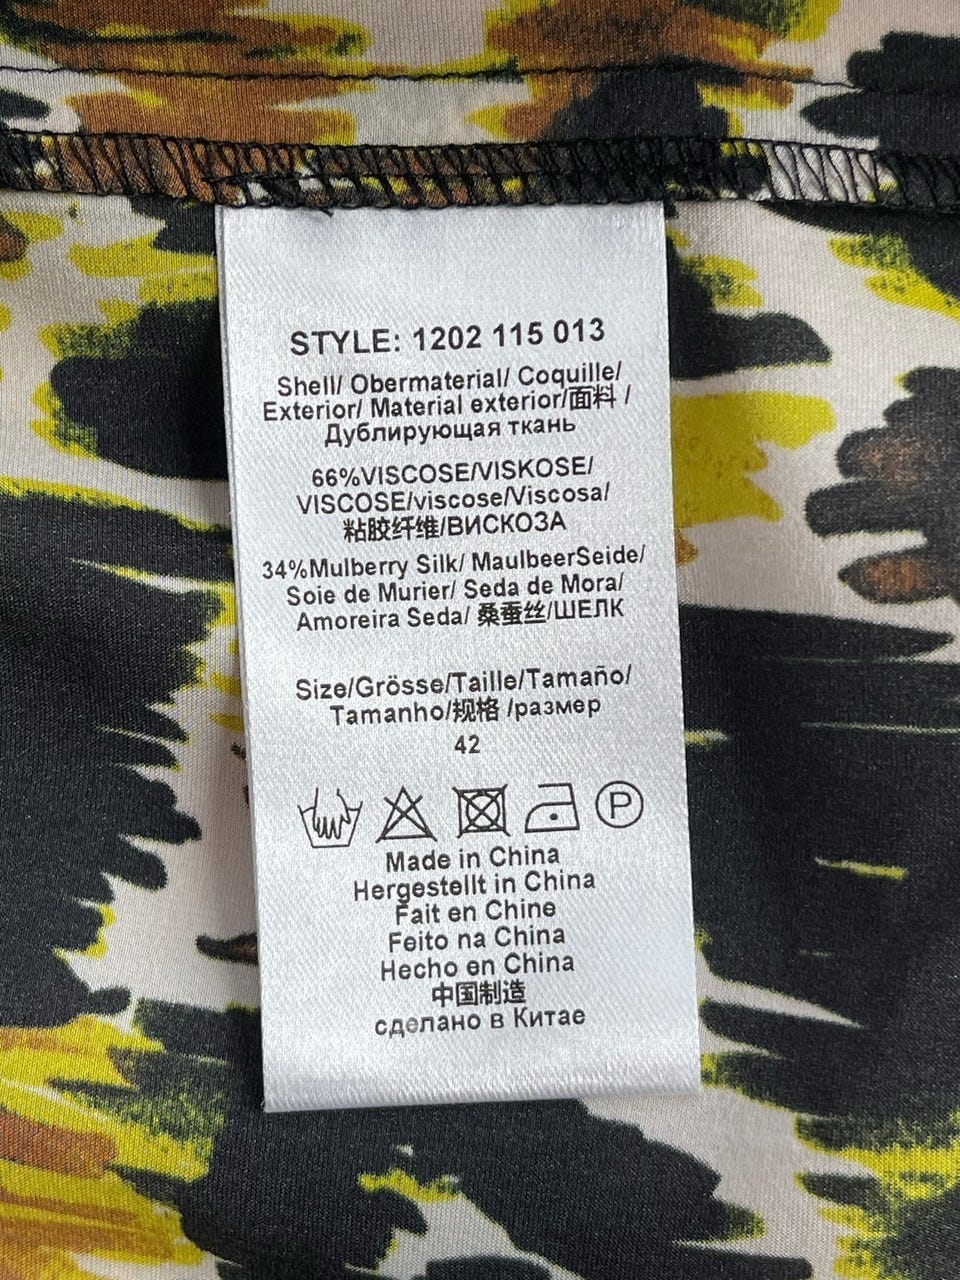 STYLE: 1202 115 013
Shell/ Obermaterial/ Coquille/
Exterior/ Material exterior/面料 /
Дублирующая ткань
66%VISCOSE/VISKOSE/
VISCOSE/viscose/Viscosa/
粘胶纤维/ВИСКОЗА
34%Mulberry Silk/ MaulbeerSeide/
Soie de Murier/ Seda de Mora/
Amoreira Seda/ 桑蚕丝/ШЕЛК
Size/Grösse/Taille/Tamaño/
Tamanho/规格 /размер
42
P
Made in China
Hergestellt in China
Fait en Chine
Feito na China
Hecho en China
中国制造
сделано в Китае